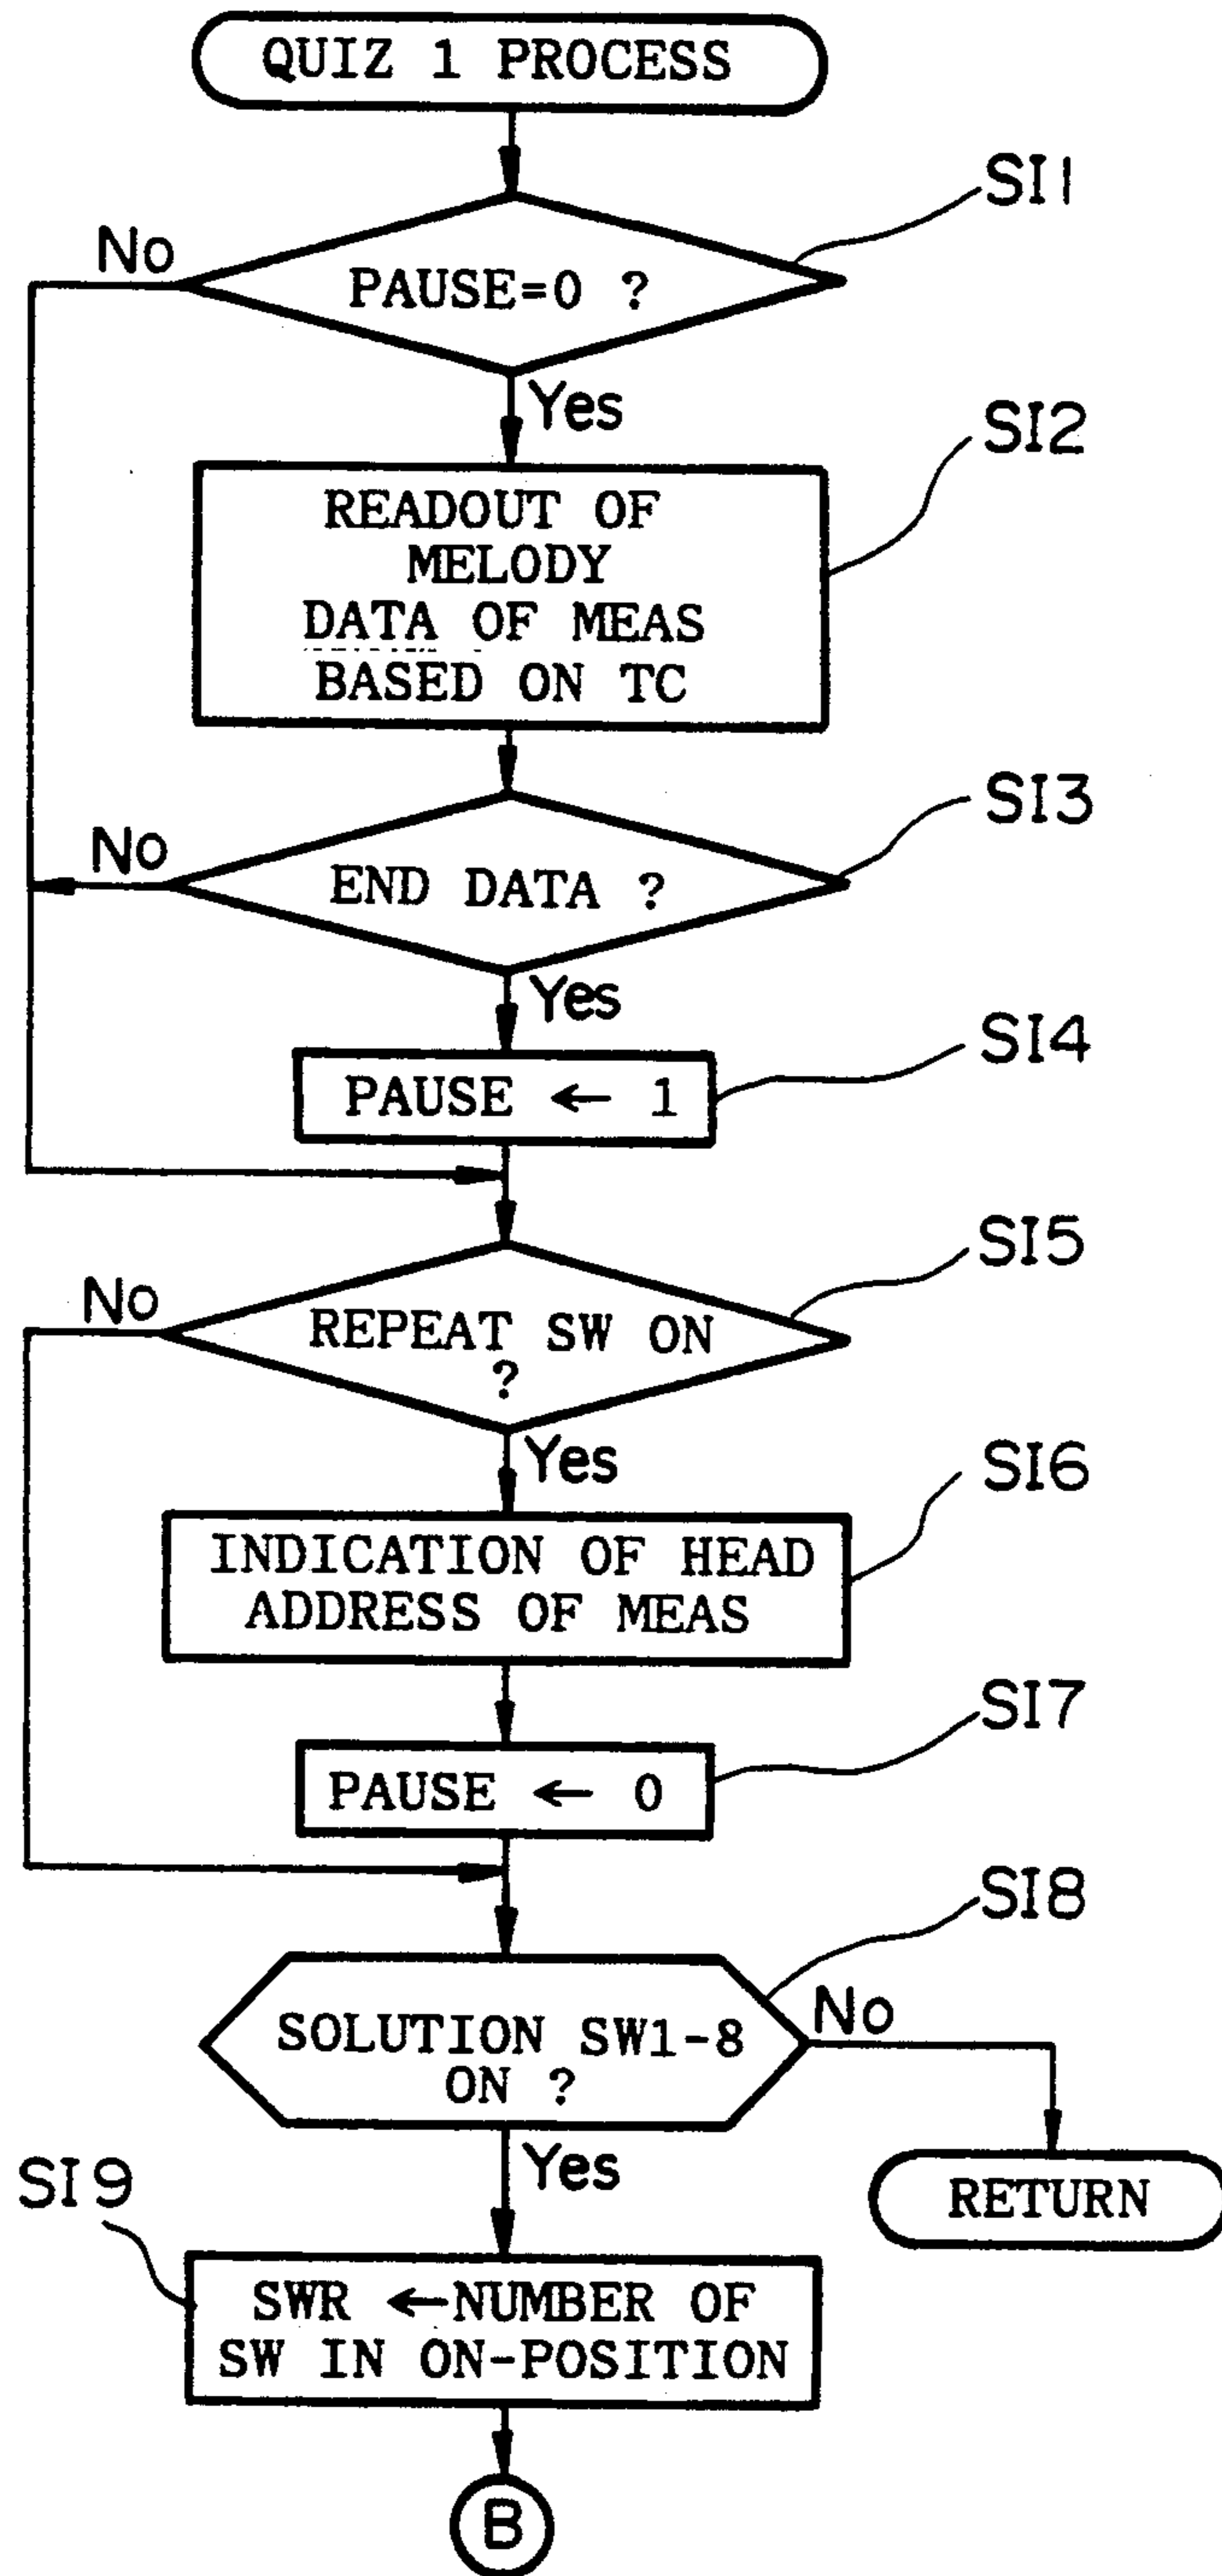 QUIZ 1 PROCESS
SI1
No
PAUSE=0 ?
Yes
SI2
READOUT OF
MELODY
DATA OF MEAS
BASED ON TC
SI3
No
END DATA ?
Yes
SI4
PAUSE ← 1
SI5
No
REPEAT SW ON
?
Yes
SI6
INDICATION OF HEAD
ADDRESS OF MEAS
SI7
PAUSE ← 0
SI8
SOLUTION SW1-8
ON ?
No
Yes
RETURN
SI9
SWR ←NUMBER OF
SW IN ON-POSITION
B